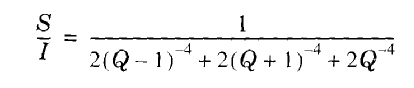 S/I = 1 / (2(Q − 1)^−4 + 2(Q + 1)^−4 + 2Q^−4)